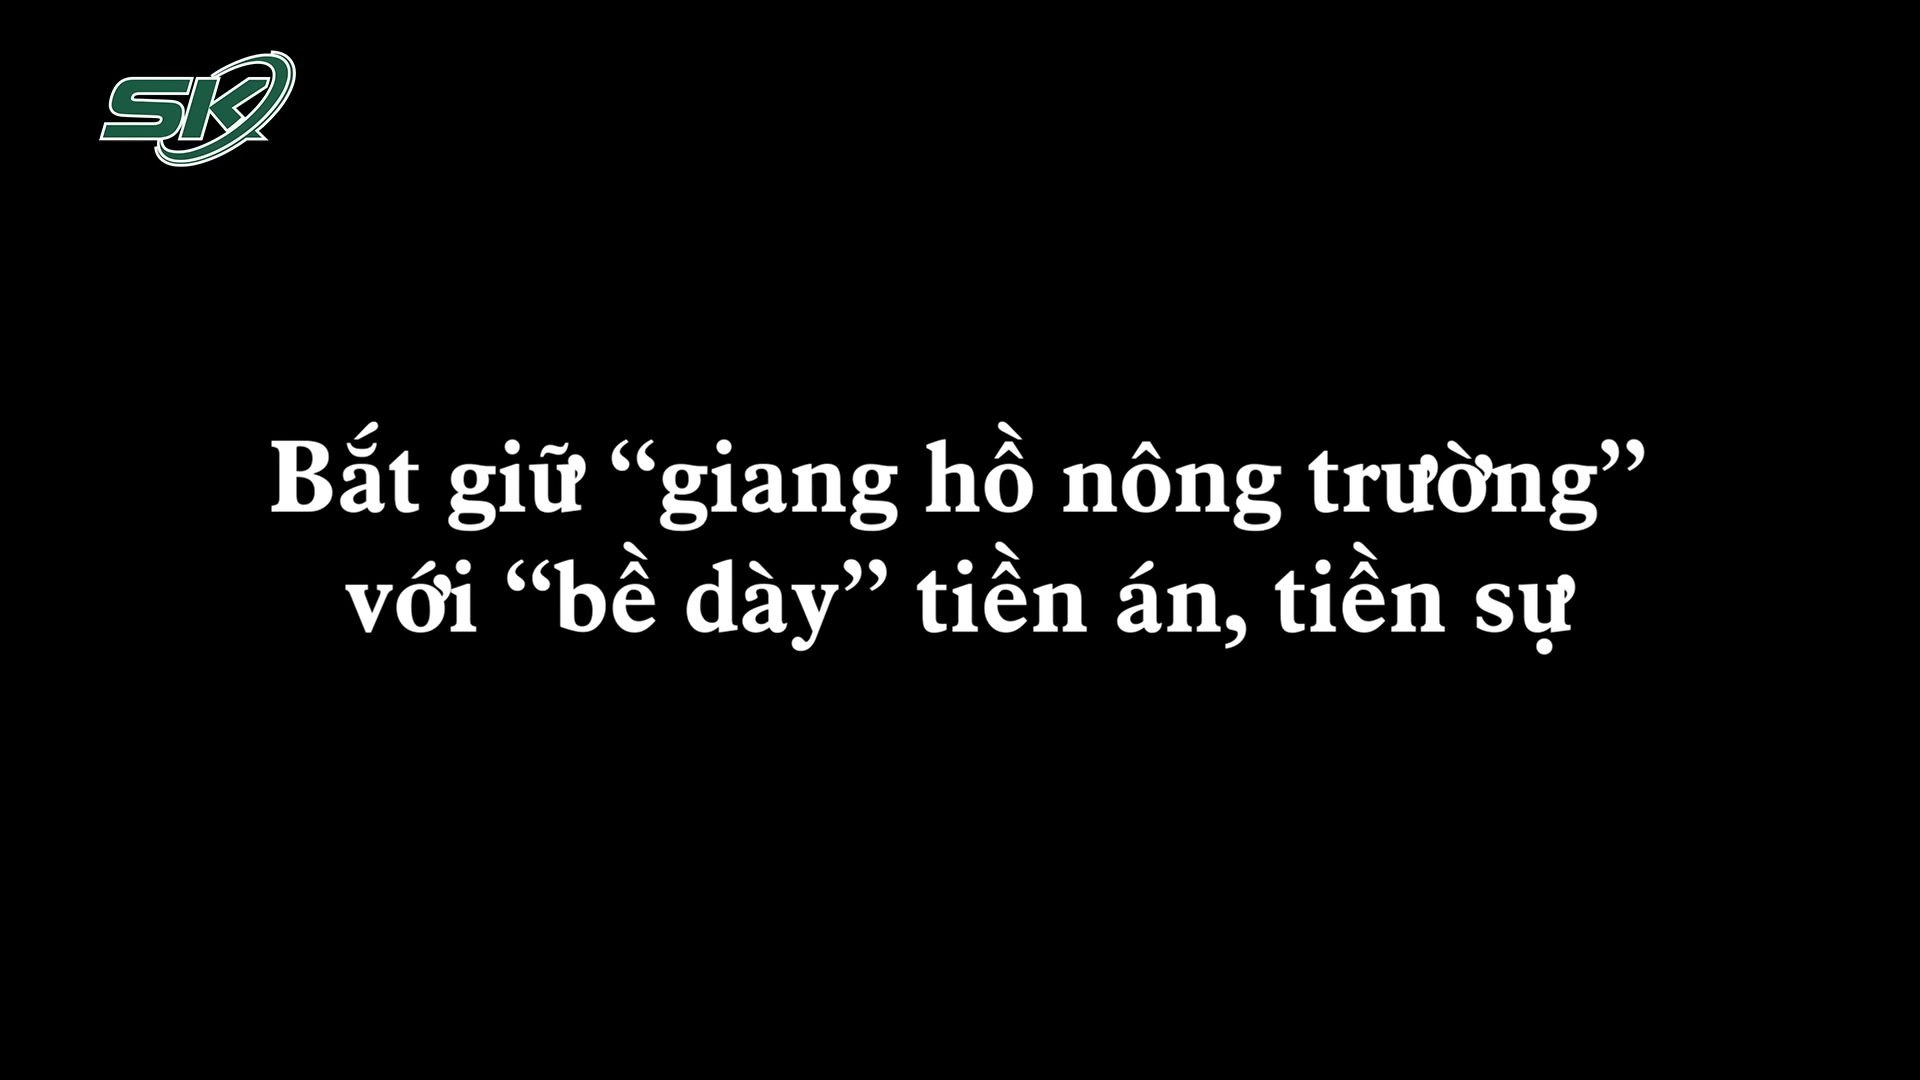 SK
Bắt giữ “giang hồ nông trường”
với “bề dày” tiền án, tiền sự